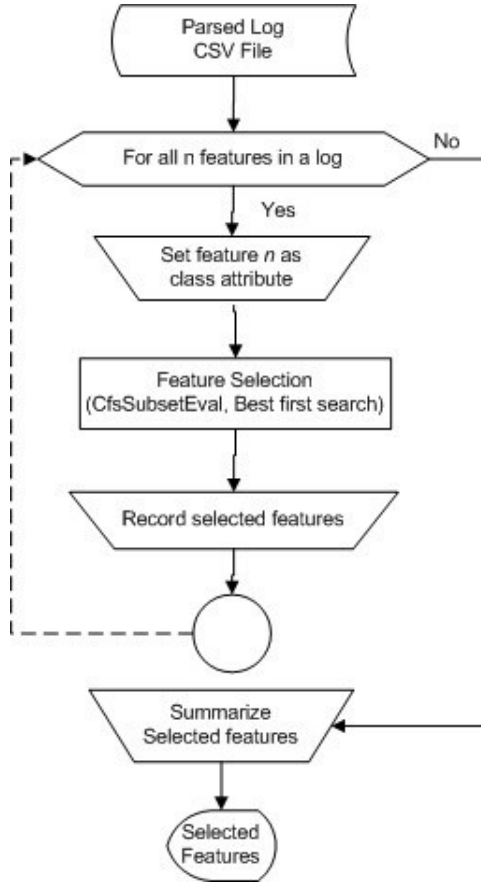 Parsed Log
CSV File
For all n features in a log
No
Yes
Set feature n as
class attribute
Feature Selection
(CfsSubsetEval, Best first search)
Record selected features
Summarize
Selected features
Selected
Features